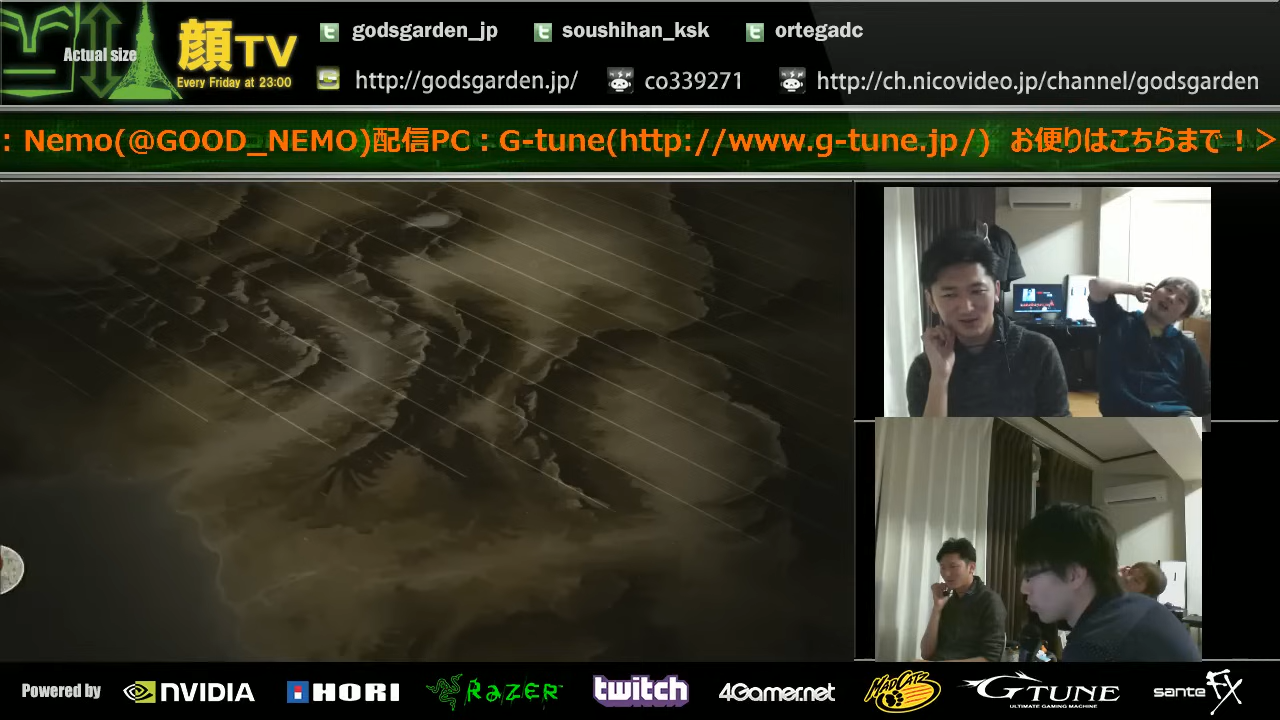 Actual size
顔TV
Every Friday at 23:00
godsgarden_jp soushihan_ksk ortegadc
http://godsgarden.jp/ co339271 http://ch.nicovideo.jp/channel/godsgarden
: Nemo(@GOOD_NEMO)配信PC：G-tune(http://www.g-tune.jp/) お便りはこちらまで！＞
Powered by NVIDIA HORI RAZER twitch 4Gamer.net MAD CATZ G TUNE sante FX
ULTIMATE GAMING MACHINE